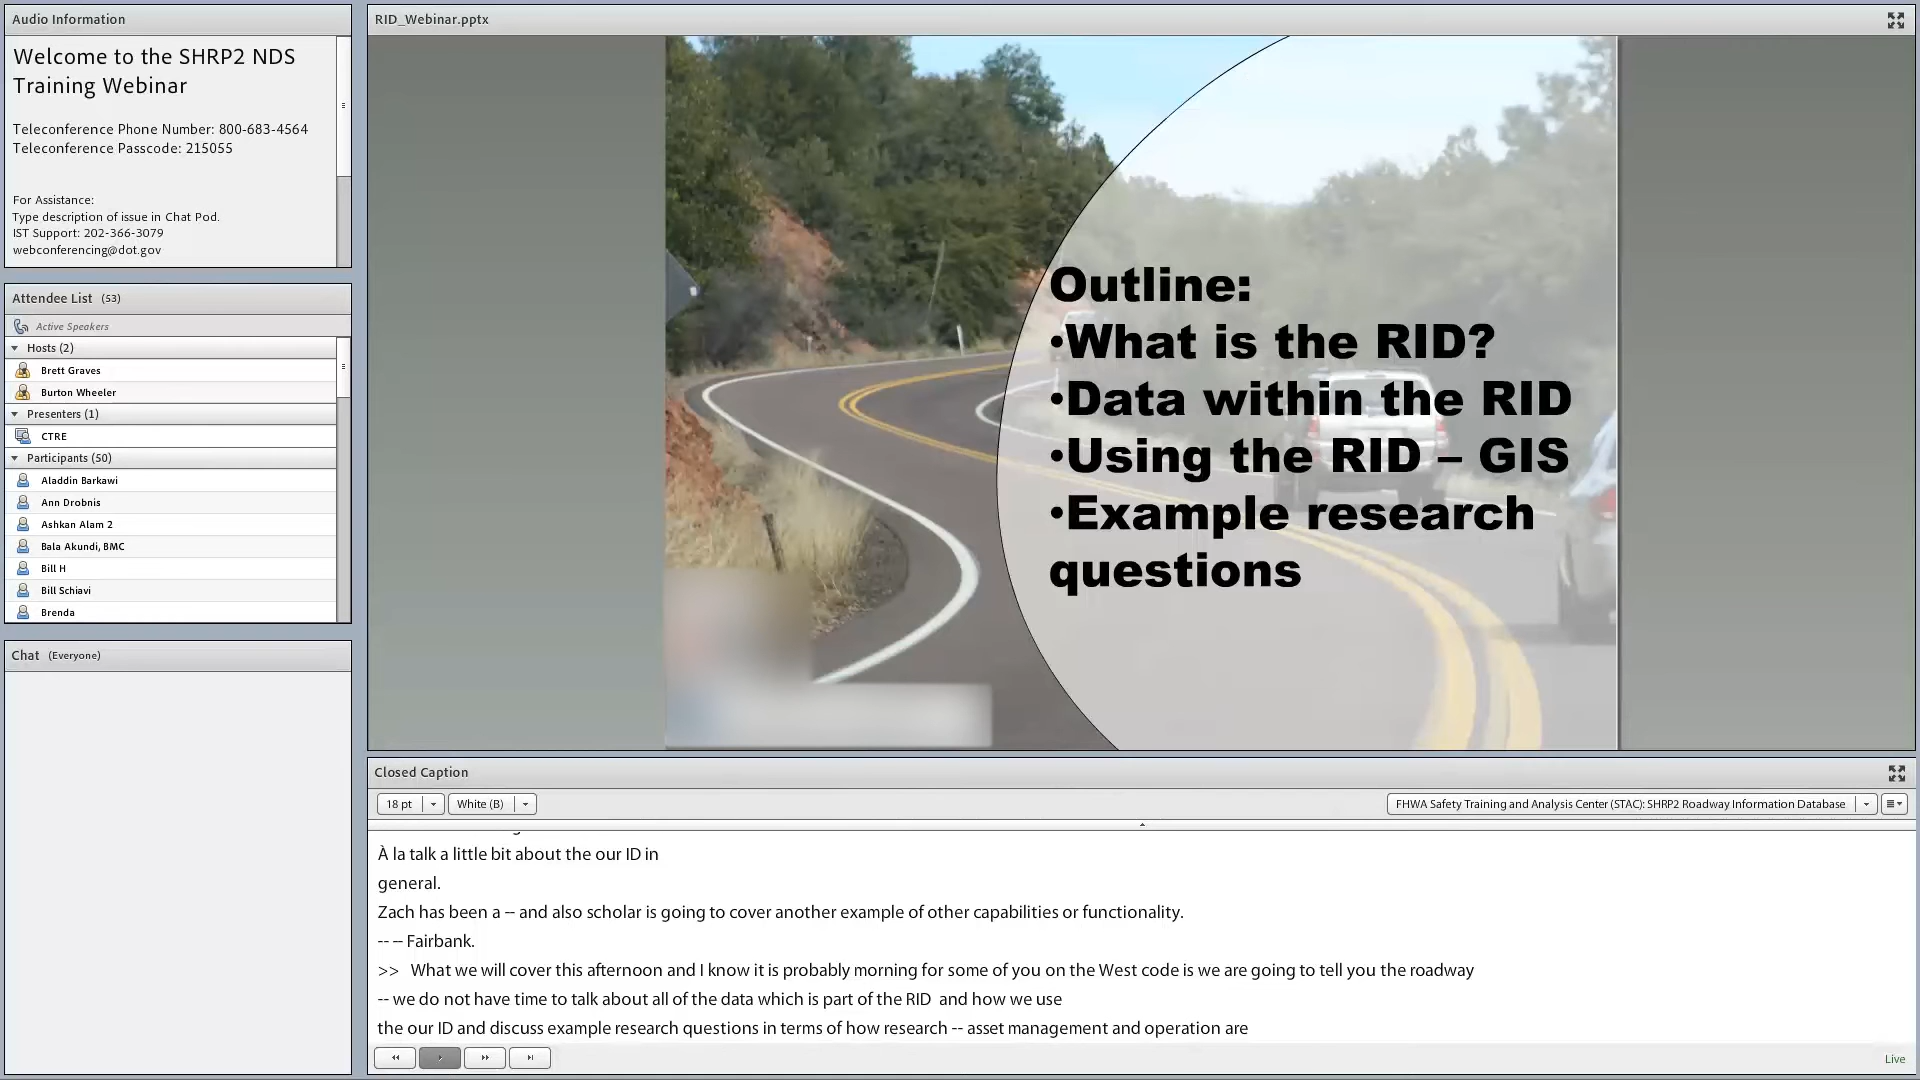 Audio Information
Welcome to the SHRP2 NDS
Training Webinar
Teleconference Phone Number: 800-683-4564
Teleconference Passcode: 215055
For Assistance:
Type description of issue in Chat Pod.
IST Support: 202-366-3079
webconferencing@dot.gov
Attendee List (53)
Active Speakers
Hosts (2)
Brett Graves
Burton Wheeler
Presenters (1)
CTRE
Participants (50)
Aladdin Barkawi
Ann Drobnis
Ashkan Alam 2
Bala Akundi, BMC
Bill H
Bill Schiavi
Brenda
Chat (Everyone)
RID_Webinar.pptx
Outline:
•What is the RID?
•Data within the RID
•Using the RID – GIS
•Example research
questions
Closed Caption
18 pt
White (B)
FHWA Safety Training and Analysis Center (STAC): SHRP2 Roadway Information Database
À la talk a little bit about the our ID in
general.
Zach has been a -- and also scholar is going to cover another example of other capabilities or functionality.
-- -- Fairbank.
>> What we will cover this afternoon and I know it is probably morning for some of you on the West code is we are going to tell you the roadway
-- we do not have time to talk about all of the data which is part of the RID and how we use
the our ID and discuss example research questions in terms of how research -- asset management and operation are
Live